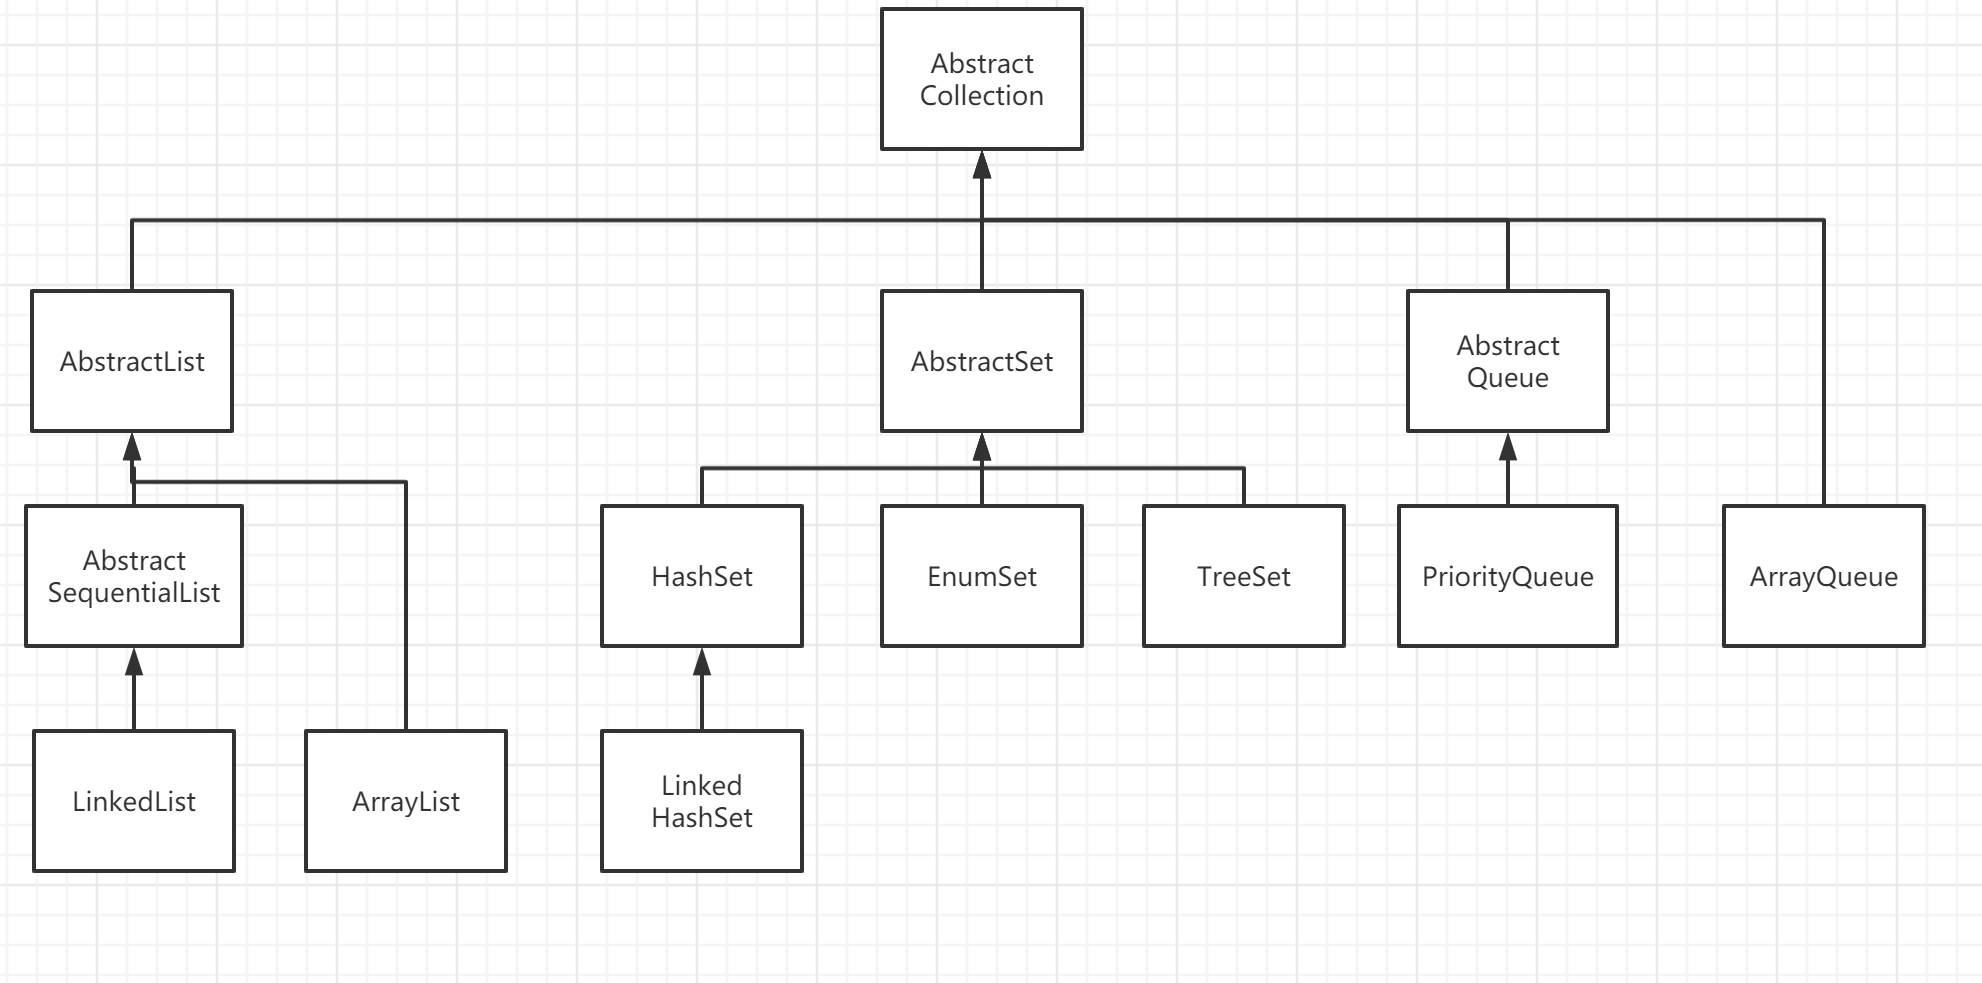 Abstract
Collection
AbstractList
AbstractSet
Abstract
Queue
Abstract
SequentialList
HashSet
EnumSet
TreeSet
PriorityQueue
ArrayQueue
LinkedList
ArrayList
Linked
HashSet